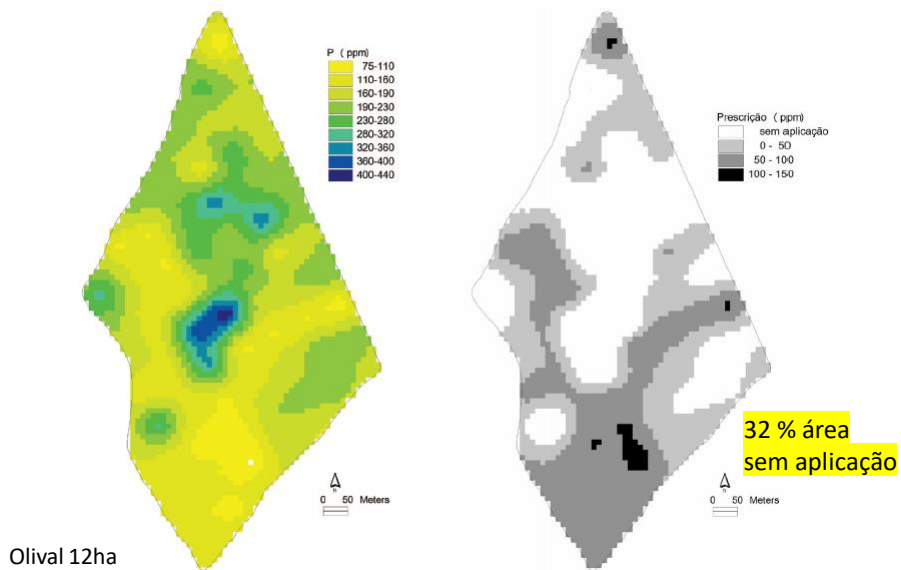 P ( ppm)
75-110
110-160
160-190
190-230
230-280
280-320
320-360
360-400
400-440
0 50 Meters
Olival 12ha
Prescrição ( ppm)
sem aplicação
0 - 50
50 - 100
100 - 150
32 % área
sem aplicação
0 50 Meters